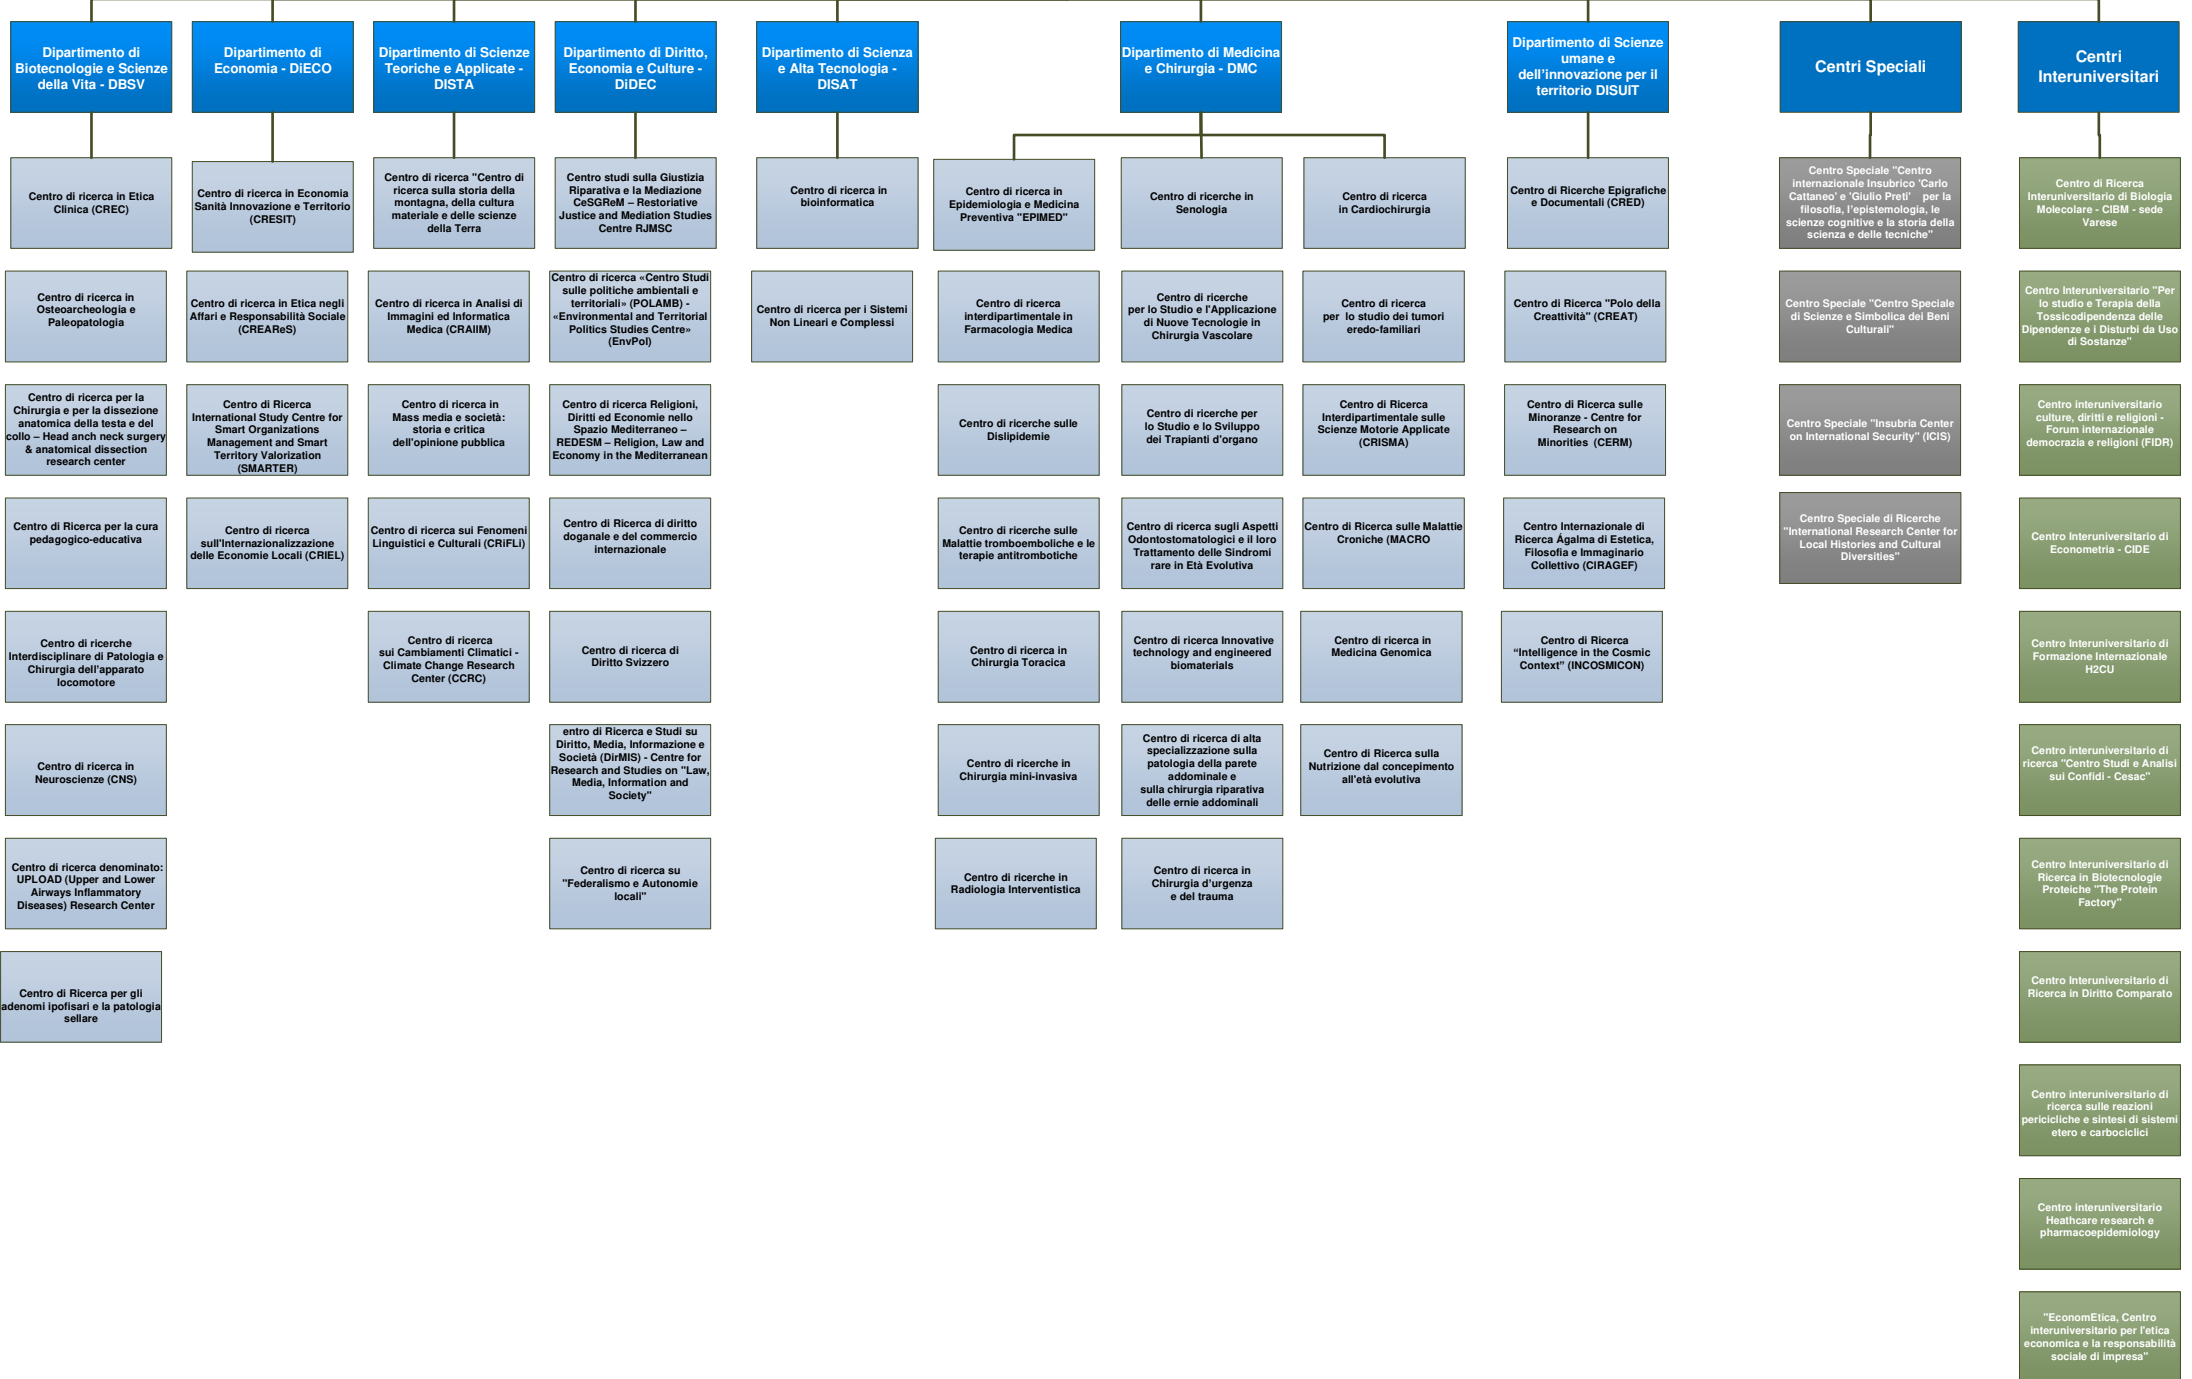 Dipartimento di
Biotecnologie e Scienze
della Vita - DBSV
Dipartimento di
Economia - DiECO
Dipartimento di Scienze
Teoriche e Applicate -
DISTA
Dipartimento di Diritto,
Economia e Culture -
DiDEC
Dipartimento di Scienza
e Alta Tecnologia -
DISAT
Dipartimento di Medicina
e Chirurgia - DMC
Dipartimento di Scienze
umane e
dell'innovazione per il
territorio DISUIT
Centri Speciali
Centri
Interuniversitari
Centro di ricerca in Etica
Clinica (CREC)
Centro di ricerca in
Osteoarcheologia e
Paleopatologia
Centro di ricerca per la
Chirurgia e per la dissezione
anatomica della testa e del
collo – Head anch neck surgery
& anatomical dissection
research center
Centro di Ricerca per la cura
pedagogico-educativa
Centro di ricerche
Interdisciplinare di Patologia e
Chirurgia dell'apparato
locomotore
Centro di ricerca in
Neuroscienze (CNS)
Centro di ricerca denominato:
UPLOAD (Upper and Lower
Airways Inflammatory
Diseases) Research Center
Centro di Ricerca per gli
adenomi ipofisari e la patologia
sellare
Centro di ricerca in Economia
Sanità Innovazione e Territorio
(CRESIT)
Centro di ricerca in Etica negli
Affari e Responsabilità Sociale
(CREAReS)
Centro di Ricerca
International Study Centre for
Smart Organizations
Management and Smart
Territory Valorization
(SMARTER)
Centro di ricerca
sull'Internazionalizzazione
delle Economie Locali (CRIEL)
Centro di ricerca "Centro di
ricerca sulla storia della
montagna, della cultura
materiale e delle scienze
della Terra
Centro di ricerca in Analisi di
Immagini ed Informatica
Medica (CRAIIM)
Centro di ricerca in
Mass media e società:
storia e critica
dell'opinione pubblica
Centro di ricerca sui Fenomeni
Linguistici e Culturali (CRiFLi)
Centro di ricerca
sui Cambiamenti Climatici -
Climate Change Research
Center (CCRC)
Centro studi sulla Giustizia
Riparativa e la Mediazione
CeSGReM – Restorative
Justice and Mediation Studies
Centre RJMSC
Centro di ricerca «Centro Studi
sulle politiche ambientali e
territoriali» (POLAMB) -
«Environmental and Territorial
Politics Studies Centre»
(EnvPol)
Centro di ricerca Religioni,
Diritti ed Economie nello
Spazio Mediterraneo –
REDESM – Religion, Law and
Economy in the Mediterranean
Centro di Ricerca di diritto
doganale e del commercio
internazionale
Centro di ricerca di
Diritto Svizzero
entro di Ricerca e Studi su
Diritto, Media, Informazione e
Società (DirMIS) - Centre for
Research and Studies on "Law,
Media, Information and
Society"
Centro di ricerca su
"Federalismo e Autonomie
locali"
Centro di ricerca in
bioinformatica
Centro di ricerca per i Sistemi
Non Lineari e Complessi
Centro di ricerca in
Epidemiologia e Medicina
Preventiva "EPIMED"
Centro di ricerca
interdipartimentale in
Farmacologia Medica
Centro di ricerche sulle
Dislipidemie
Centro di ricerche sulle
Malattie tromboemboliche e le
terapie antitrombotiche
Centro di ricerca in
Chirurgia Toracica
Centro di ricerche in
Chirurgia mini-invasiva
Centro di ricerche in
Radiologia Interventistica
Centro di ricerche in
Senologia
Centro di ricerche
per lo Studio e l'Applicazione
di Nuove Tecnologie in
Chirurgia Vascolare
Centro di ricerche per
lo Studio e lo Sviluppo
dei Trapianti d'organo
Centro di ricerca sugli Aspetti
Odontostomatologici e il loro
Trattamento delle Sindromi
rare in Età Evolutiva
Centro di ricerca Innovative
technology and engineered
biomaterials
Centro di ricerca di alta
specializzazione sulla
patologia della parete
addominale e
sulla chirurgia riparativa
delle ernie addominali
Centro di ricerca in
Chirurgia d'urgenza
e del trauma
Centro di ricerca
in Cardiochirurgia
Centro di ricerca
per lo studio dei tumori
eredo-familiari
Centro di Ricerca
Interdipartimentale sulle
Scienze Motorie Applicate
(CRISMA)
Centro di Ricerca sulle Malattie
Croniche (MACRO
Centro di ricerca in
Medicina Genomica
Centro di Ricerca sulla
Nutrizione dal concepimento
all'età evolutiva
Centro di Ricerche Epigrafiche
e Documentali (CRED)
Centro di Ricerca "Polo della
Creattività" (CREAT)
Centro di Ricerca sulle
Minoranze - Centre for
Research on
Minorities (CERM)
Centro Internazionale di
Ricerca Ágalma di Estetica,
Filosofia e Immaginario
Collettivo (CIRAGEF)
Centro di Ricerca
“Intelligence in the Cosmic
Context” (INCOSMICON)
Centro Speciale "Centro
internazionale Insubrico 'Carlo
Cattaneo' e 'Giulio Preti' per la
filosofia, l'epistemologia, le
scienze cognitive e la storia della
scienza e delle tecniche"
Centro Speciale "Centro Speciale
di Scienze e Simbolica dei Beni
Culturali"
Centro Speciale "Insubria Center
on International Security" (ICIS)
Centro Speciale di Ricerche
"International Research Center for
Local Histories and Cultural
Diversities"
Centro di Ricerca
Interuniversitario di Biologia
Molecolare - CIBM - sede
Varese
Centro Interuniversitario "Per
lo studio e Terapia della
Tossicodipendenza delle
Dipendenze e i Disturbi da Uso
di Sostanze"
Centro interuniversitario
culture, diritti e religioni -
Forum internazionale
democrazia e religioni (FIDR)
Centro Interuniversitario di
Econometria - CIDE
Centro Interuniversitario di
Formazione Internazionale
H2CU
Centro interuniversitario di
ricerca "Centro Studi e Analisi
sui Confidi - Cesac"
Centro Interuniversitario di
Ricerca in Biotecnologie
Proteiche "The Protein
Factory"
Centro Interuniversitario di
Ricerca in Diritto Comparato
Centro interuniversitario di
ricerca sulle reazioni
pericicliche e sintesi di sistemi
etero e carbociclici
Centro interuniversitario
Heathcare research e
pharmacoepidemiology
"EconomEtica, Centro
interuniversitario per l'etica
economica e la responsabilità
sociale di impresa"